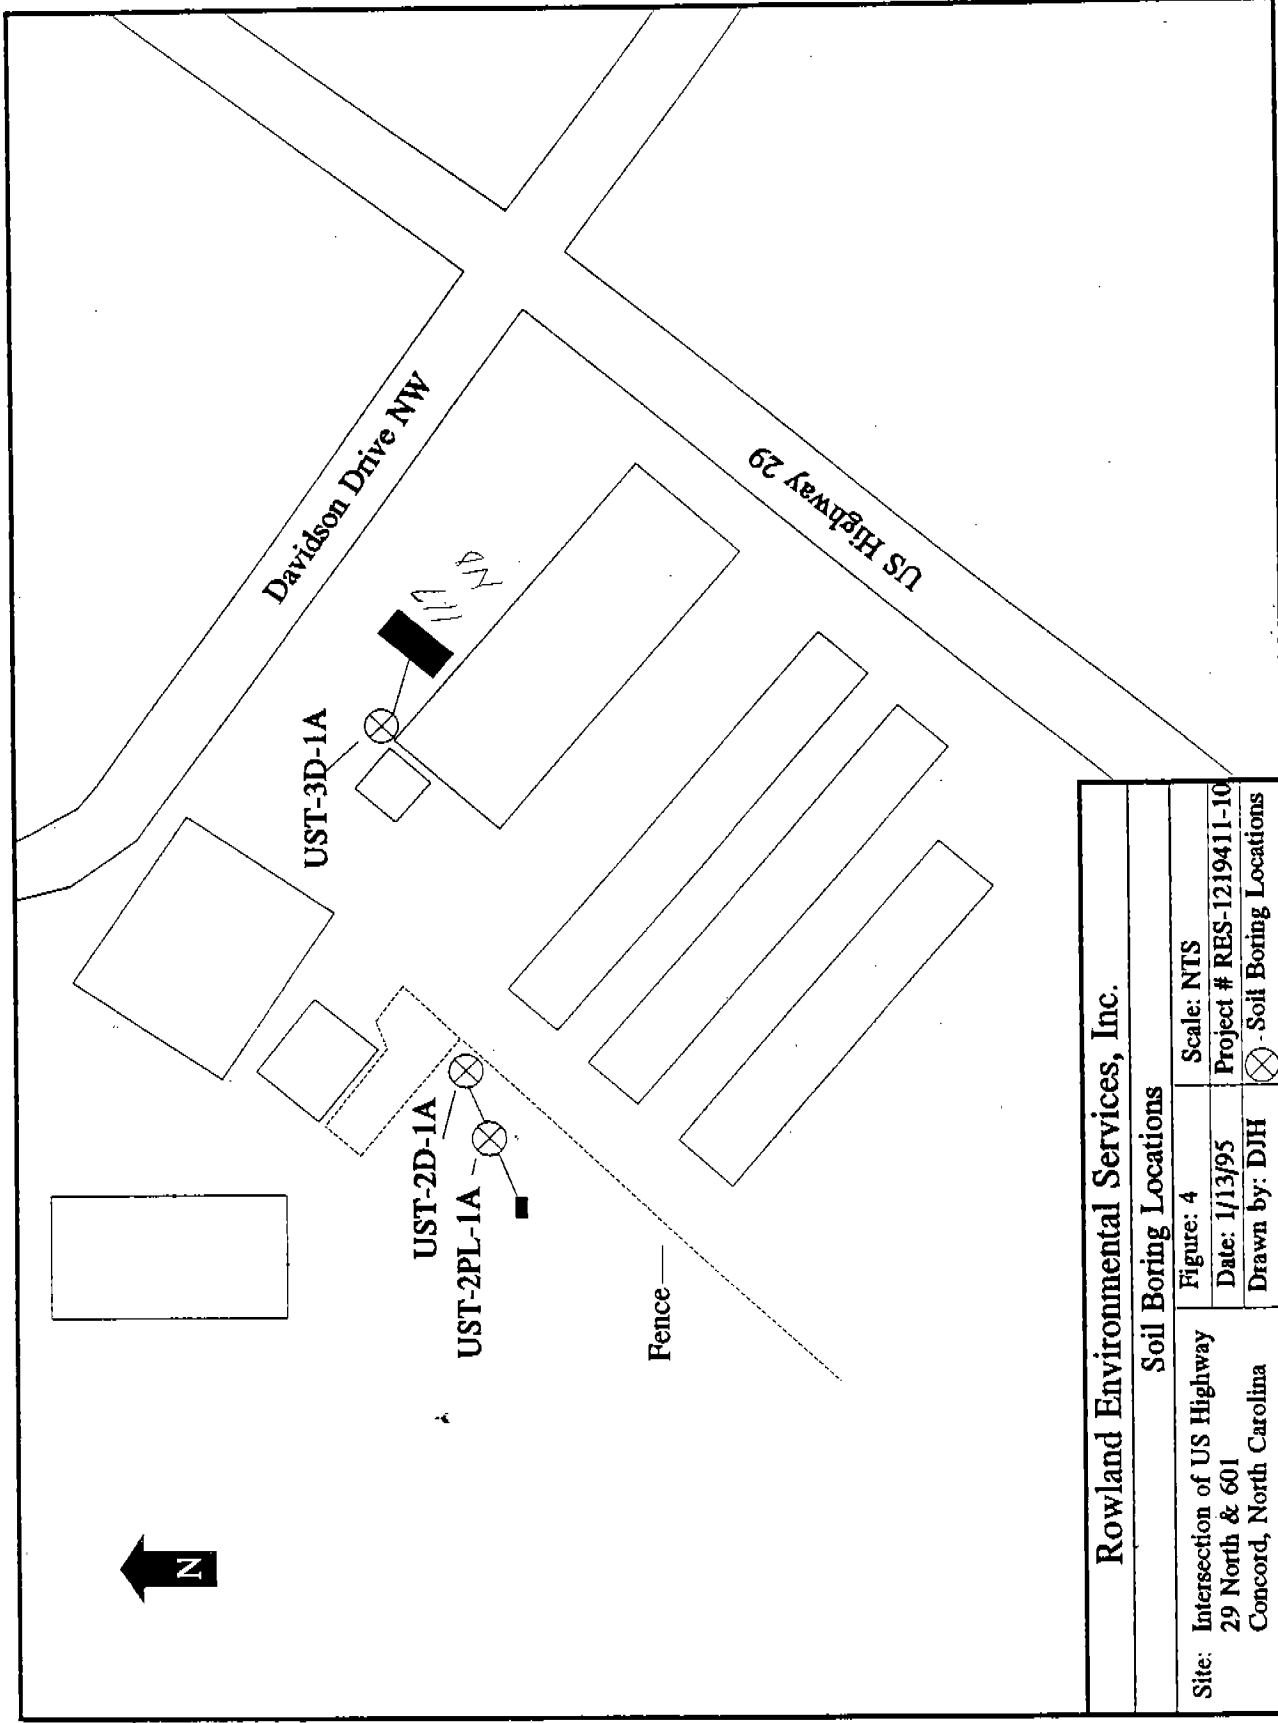 N
Davidson Drive NW
US Highway 29
UST-3D-1A
UST-2D-1A
UST-2PL-1A
Fence
Rowland Environmental Services, Inc.
Soil Boring Locations
Site: Intersection of US Highway
29 North & 601
Concord, North Carolina
Figure: 4
Scale: NTS
Date: 1/13/95
Project # RES-1219411-10
Drawn by: DJH
- Soil Boring Locations